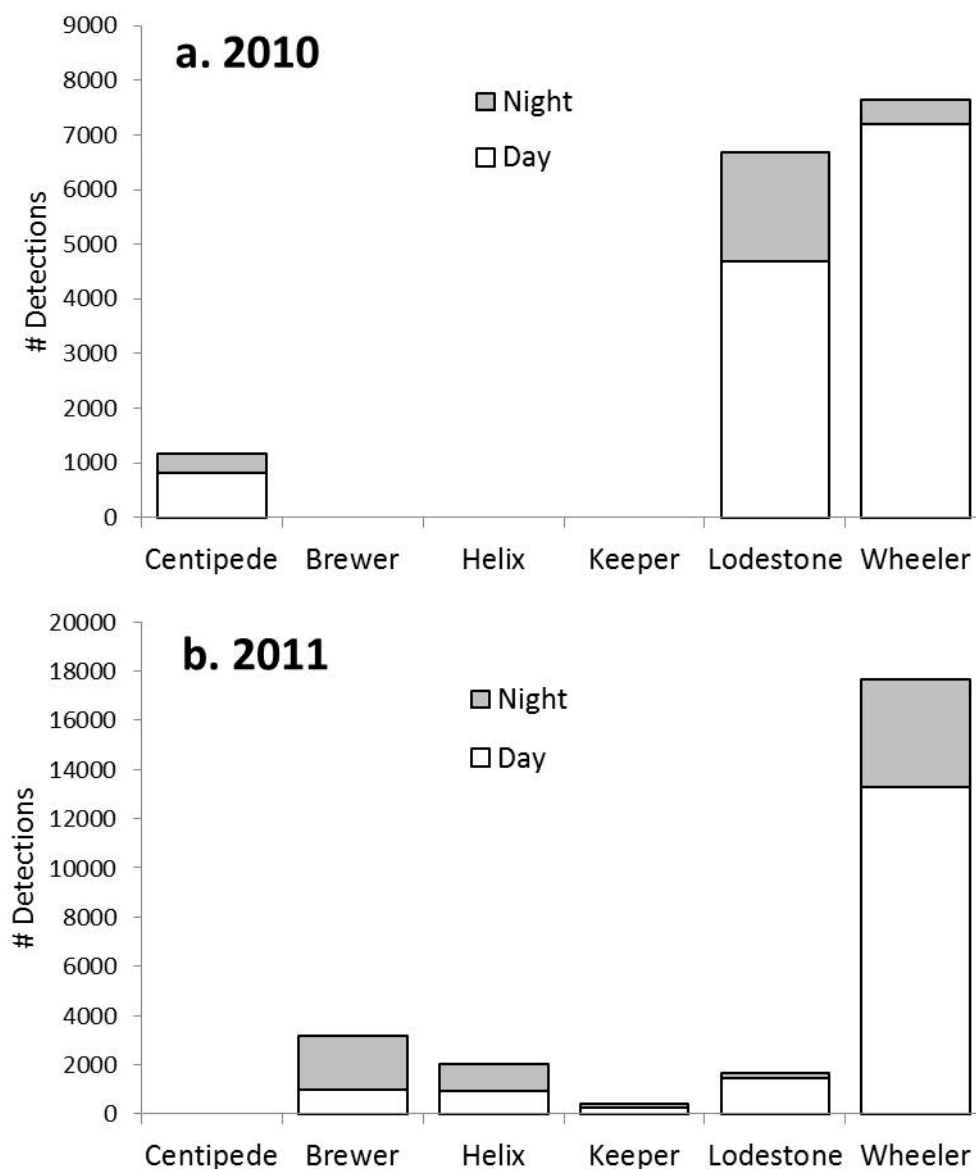 a. 2010
Night
Day
# Detections
9000
8000
7000
6000
5000
4000
3000
2000
1000
0
Centipede Brewer Helix Keeper Lodestone Wheeler
b. 2011
Night
Day
# Detections
20000
18000
16000
14000
12000
10000
8000
6000
4000
2000
0
Centipede Brewer Helix Keeper Lodestone Wheeler